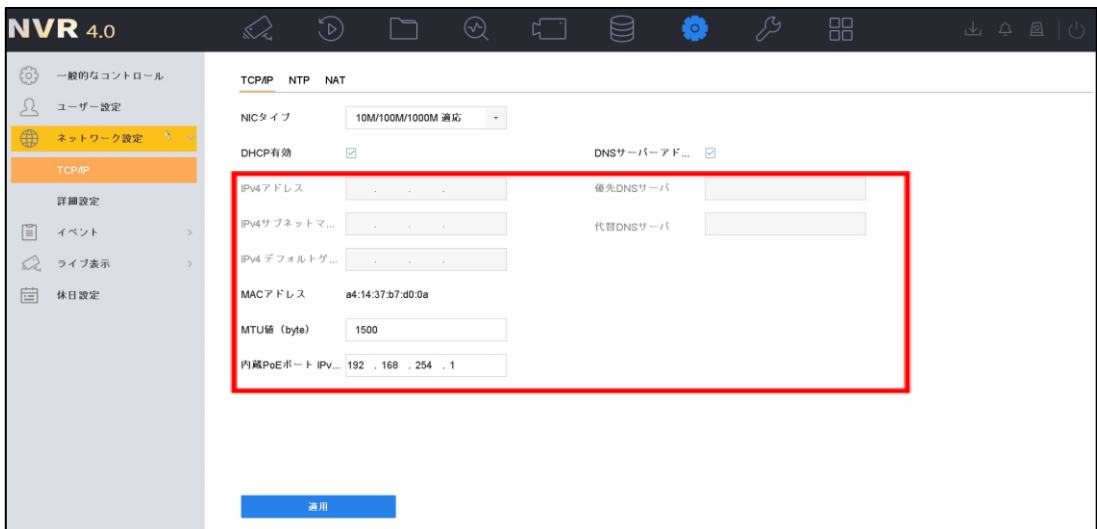 NVR 4.0
一般的なコントロール
ユーザー設定
ネットワーク設定
TCP/IP
詳細設定
イベント
ライブ表示
休日設定
TCP/IP NTP NAT
NICタイプ 10M/100M/1000M 適応
DHCP有効 DNSサーバーアド...
IPv4アドレス . . . 優先DNSサーバ
IPv4サブネットマ... . . . 代替DNSサーバ
IPv4 デフォルトゲ... . . .
MACアドレス a4:14:37:b7:d0:0a
MTU値（byte） 1500
内蔵PoEポート IPv... 192 . 168 . 254 . 1
適用